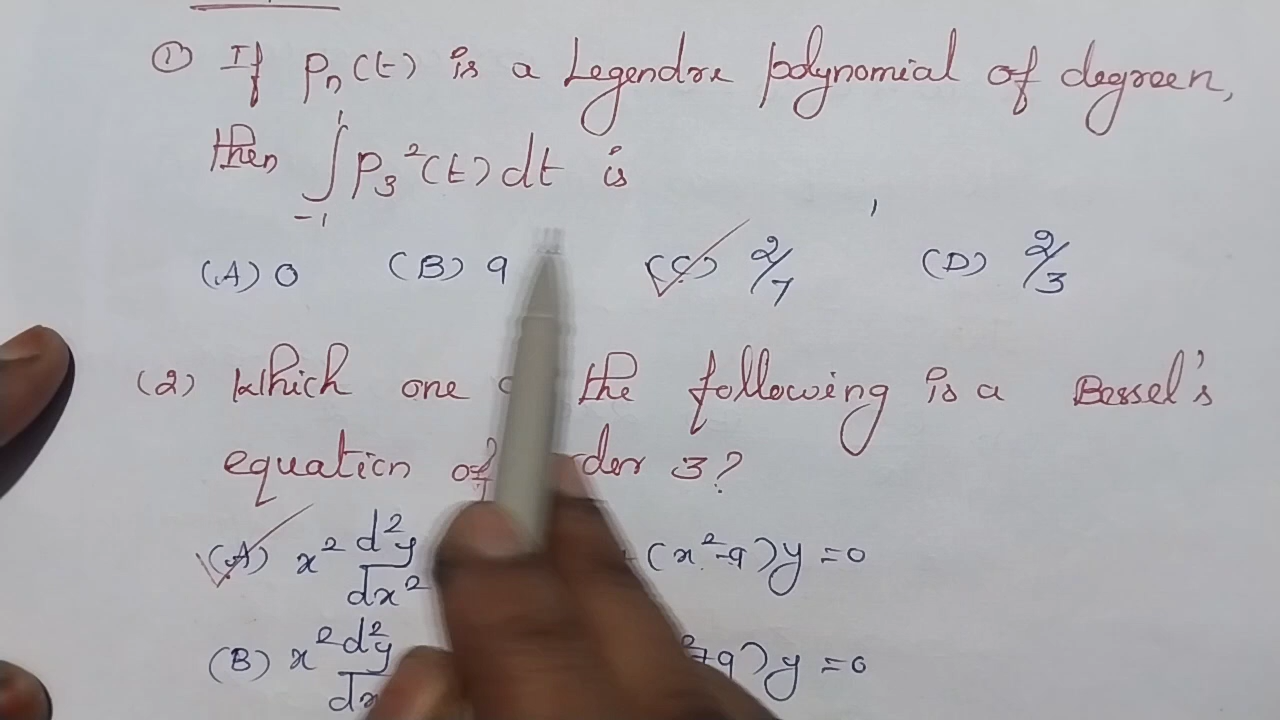 ① If Pn(t) is a Legendre polynomial of degree n,
then ∫₋₁¹ P₃²(t) dt is
(A) 0 (B) 9 (C) 2/7 (D) 2/3
(2) Which one the following is a Bessel's
equation of order 3?
(A) x² d²y/dx² + (x²-9)y = 0
(B) x² d²y +9)y = 0